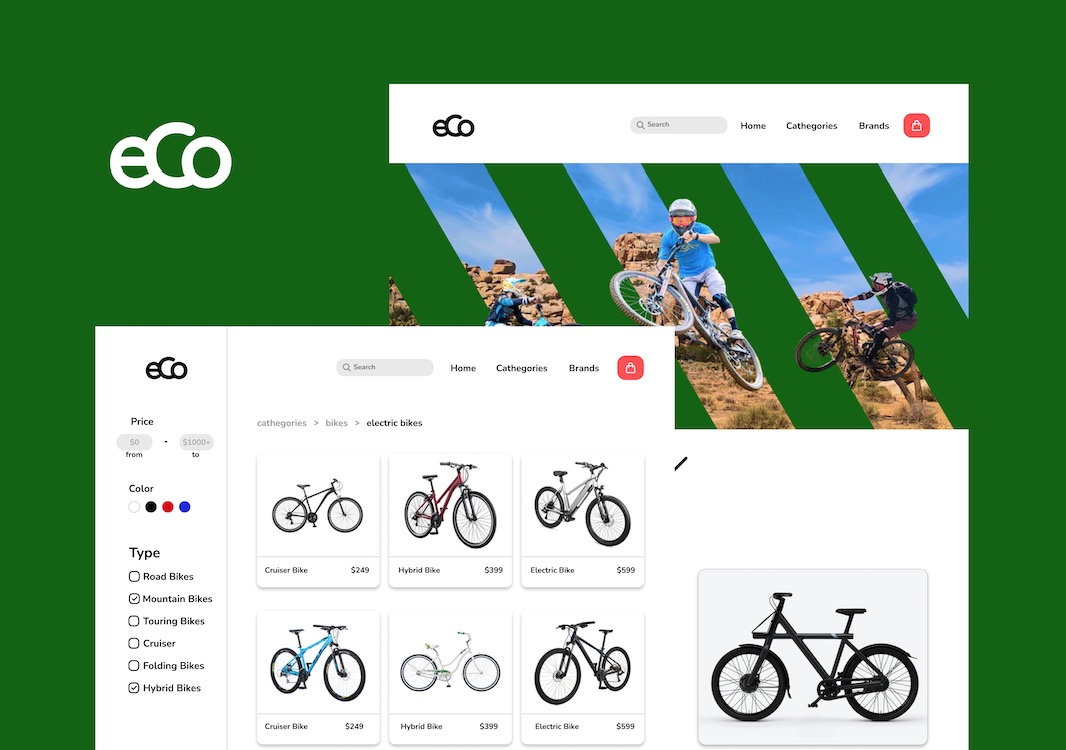 eCo
eCo
Search
Home
Cathegories
Brands
eCo
Search
Home
Cathegories
Brands
cathegories > bikes > electric bikes
Price
$0 - $1000+
from to
Color
Type
Road Bikes
Mountain Bikes
Touring Bikes
Cruiser
Folding Bikes
Hybrid Bikes
Cruiser Bike $249
Hybrid Bike $399
Electric Bike $599
Cruiser Bike $249
Hybrid Bike $399
Electric Bike $599